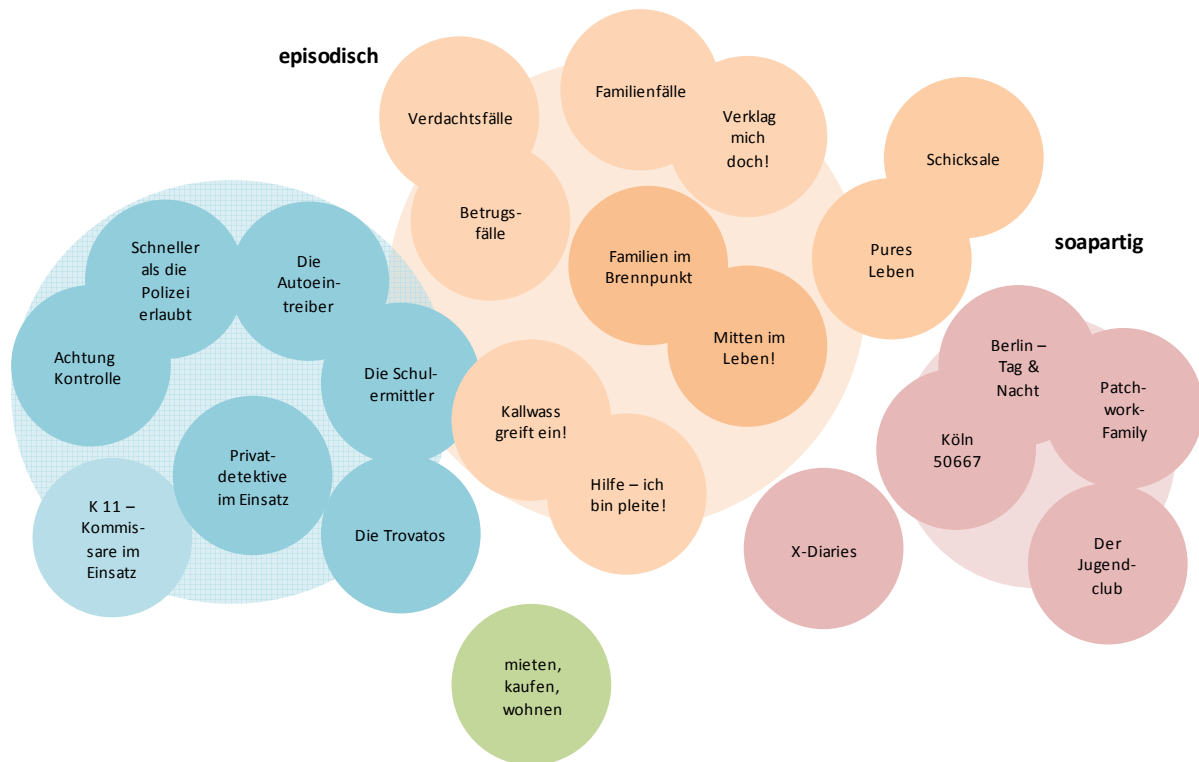 episodisch
Familienfälle
Verdachtsfälle
Verklag
mich
doch!
Schicksale
Betrugs-
fälle
Schneller
als die
Polizei
erlaubt
Die
Autoein-
treiber
Familien im
Brennpunkt
Pures
Leben
soapartig
Achtung
Kontrolle
Die Schul-
ermittler
Mitten im
Leben!
Berlin –
Tag &
Nacht
Patch-
work-
Family
Kallwass
greift ein!
Köln
50667
Privat-
detektive
im Einsatz
Hilfe – ich
bin pleite!
K 11 –
Kommis-
sare im
Einsatz
Die Trovatos
X-Diaries
Der
Jugend-
club
mieten,
kaufen,
wohnen